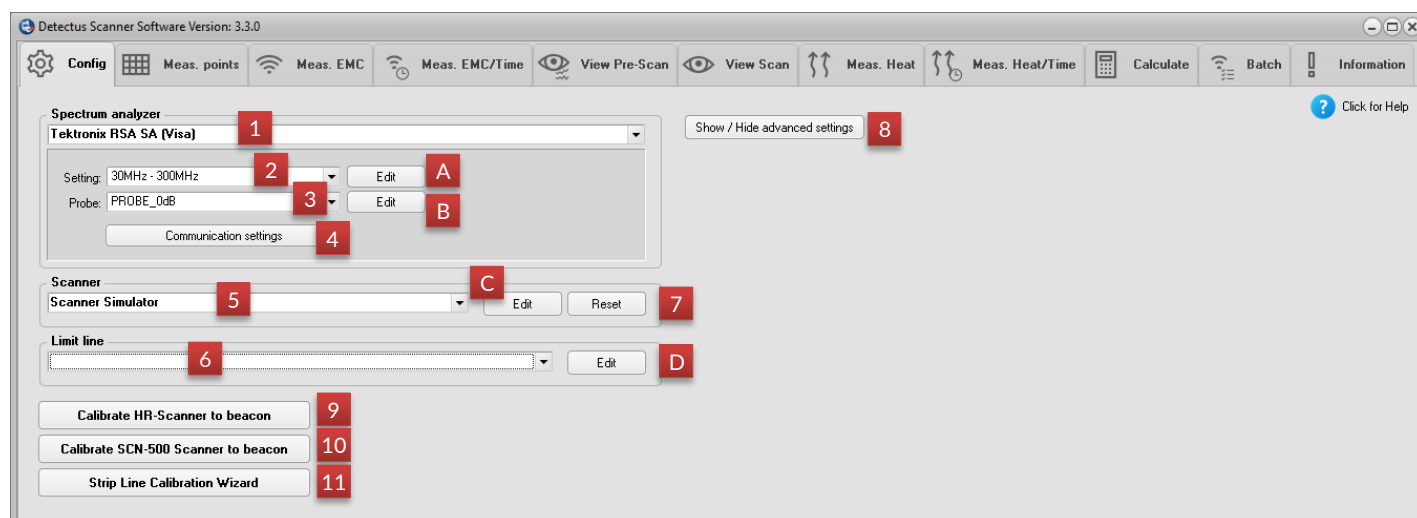 Detectus Scanner Software Version: 3.3.0
Config Meas. points Meas. EMC Meas. EMC/Time View Pre-Scan View Scan Meas. Heat Meas. Heat/Time Calculate Batch Information
? Click for Help
Spectrum analyzer
Tektronix RSA SA (Visa) 1
Show / Hide advanced settings 8
Setting: 30MHz - 300MHz 2 Edit A
Probe: PROBE_0dB 3 Edit B
Communication settings 4
Scanner
Scanner Simulator 5 C Edit Reset 7
Limit line
6 Edit D
Calibrate HR-Scanner to beacon 9
Calibrate SCN-500 Scanner to beacon 10
Strip Line Calibration Wizard 11